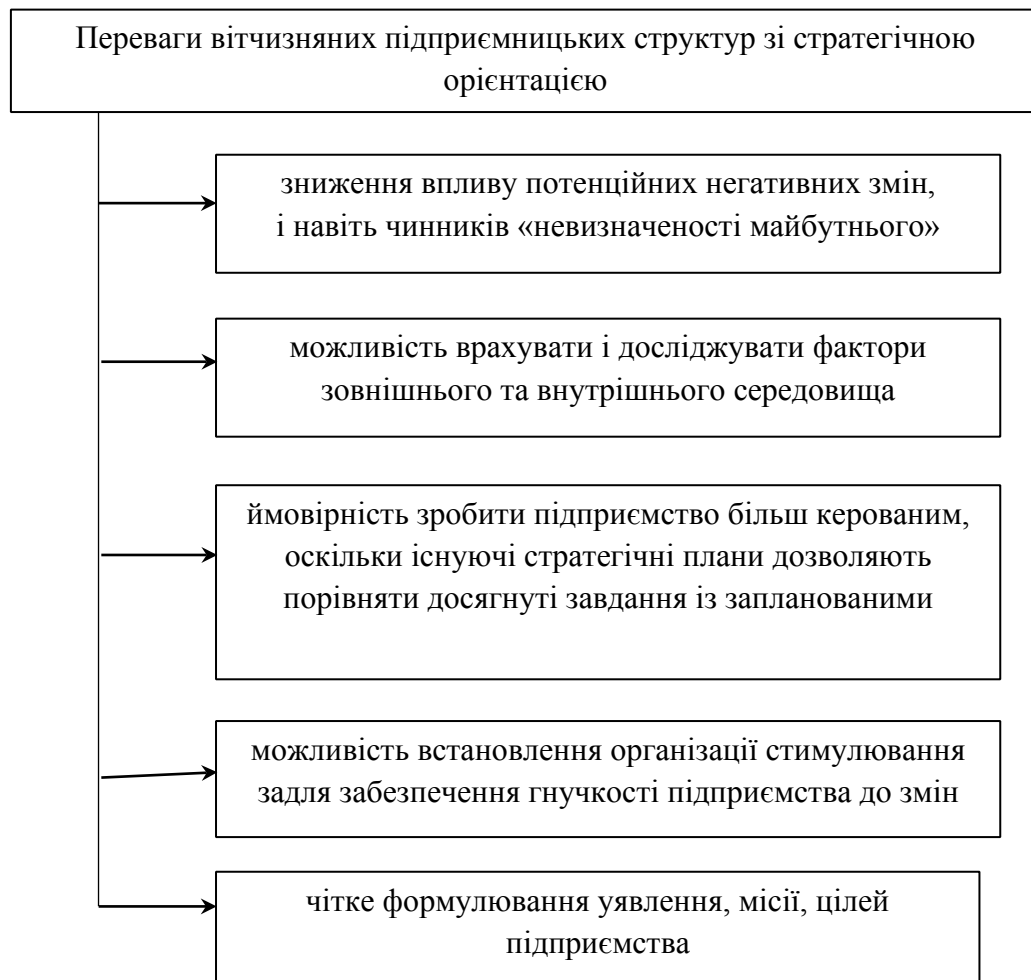 Переваги вітчизняних підприємницьких структур зі стратегічною
орієнтацією
зниження впливу потенційних негативних змін,
і навіть чинників «невизначеності майбутнього»
можливість врахувати і досліджувати фактори
зовнішнього та внутрішнього середовища
ймовірність зробити підприємство більш керованим,
оскільки існуючі стратегічні плани дозволяють
порівняти досягнуті завдання із запланованими
можливість встановлення організації стимулювання
задля забезпечення гнучкості підприємства до змін
чітке формулювання уявлення, місії, цілей
підприємства